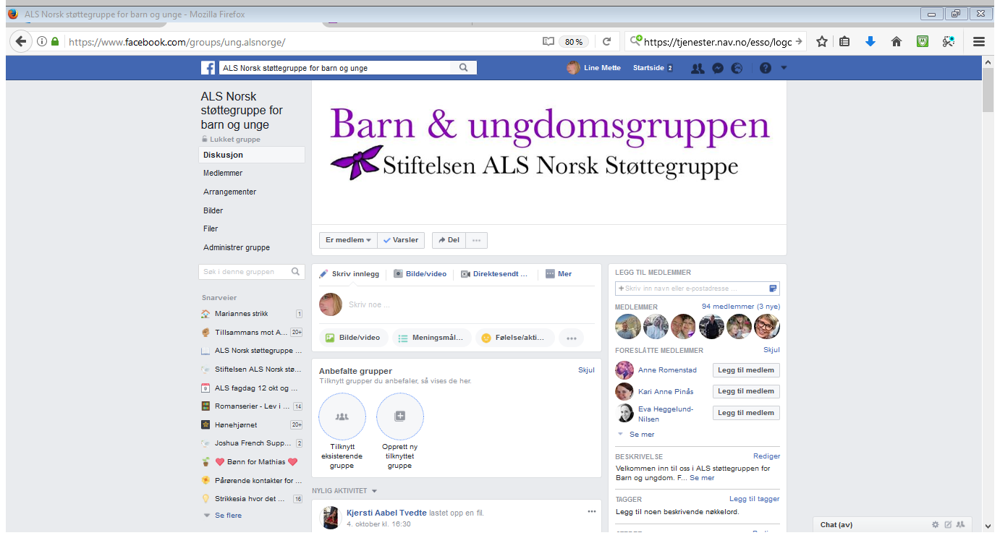 ALS Norsk støttegruppe for barn og unge - Mozilla Firefox
https://www.facebook.com/groups/ung.alsnorge/
80 %
https://tjenester.nav.no/esso/logo
ALS Norsk støttegruppe for barn og unge
Line Mette
Startside 2
ALS Norsk
støttegruppe for
barn og unge
Lukket gruppe
Diskusjon
Medlemmer
Arrangementer
Bilder
Filer
Administrer gruppe
Søk i denne gruppen
Snarveier
Mariannes strikk 1
Tillsammans mot A... 20+
ALS Norsk støttegruppe ...
Stiftelsen ALS Norsk stø...
9 ALS fagdag 12 okt og ...
Romanserier - Lev i ... 14
Hønehjørnet 20+
Joshua French Supp... 2
Bønn for Mathias
Pårørende kontakter for ...
Strikkesia hvor det ... 16
Se flere
Barn & ungdomsgruppen
Stiftelsen ALS Norsk Støttegruppe
Er medlem
Varsler
Del
...
Skriv innlegg
Bilde/video
Direktesendt ...
Mer
Skriv noe ...
Bilde/video
Meningsmål...
Følelse/akti...
Anbefalte grupper
Skjul
Tilknytt grupper du anbefaler, så vises de her.
Tilknytt
eksisterende
gruppe
Opprett ny
tilknyttet
gruppe
NYLIG AKTIVITET
Kjersti Aabel Tvedte lastet opp en fil.
4. oktober kl. 16:30
LEGG TIL MEDLEMMER
+ Skriv inn navn eller e-postadresse ...
MEDLEMMER
94 medlemmer (3 nye)
FORESLÅTTE MEDLEMMER
Skjul
Anne Romenstad
Legg til medlem
Kari Anne Pinås
Legg til medlem
Eva Heggelund-
Nilsen
Legg til medlem
Se mer
BESKRIVELSE
Rediger
Velkommen inn til oss i ALS støttegruppen for
Barn og ungdom. F... Se mer
TAGGER
Legg til tagger
Legg til noen beskrivende nøkkelord.
Chat (av)